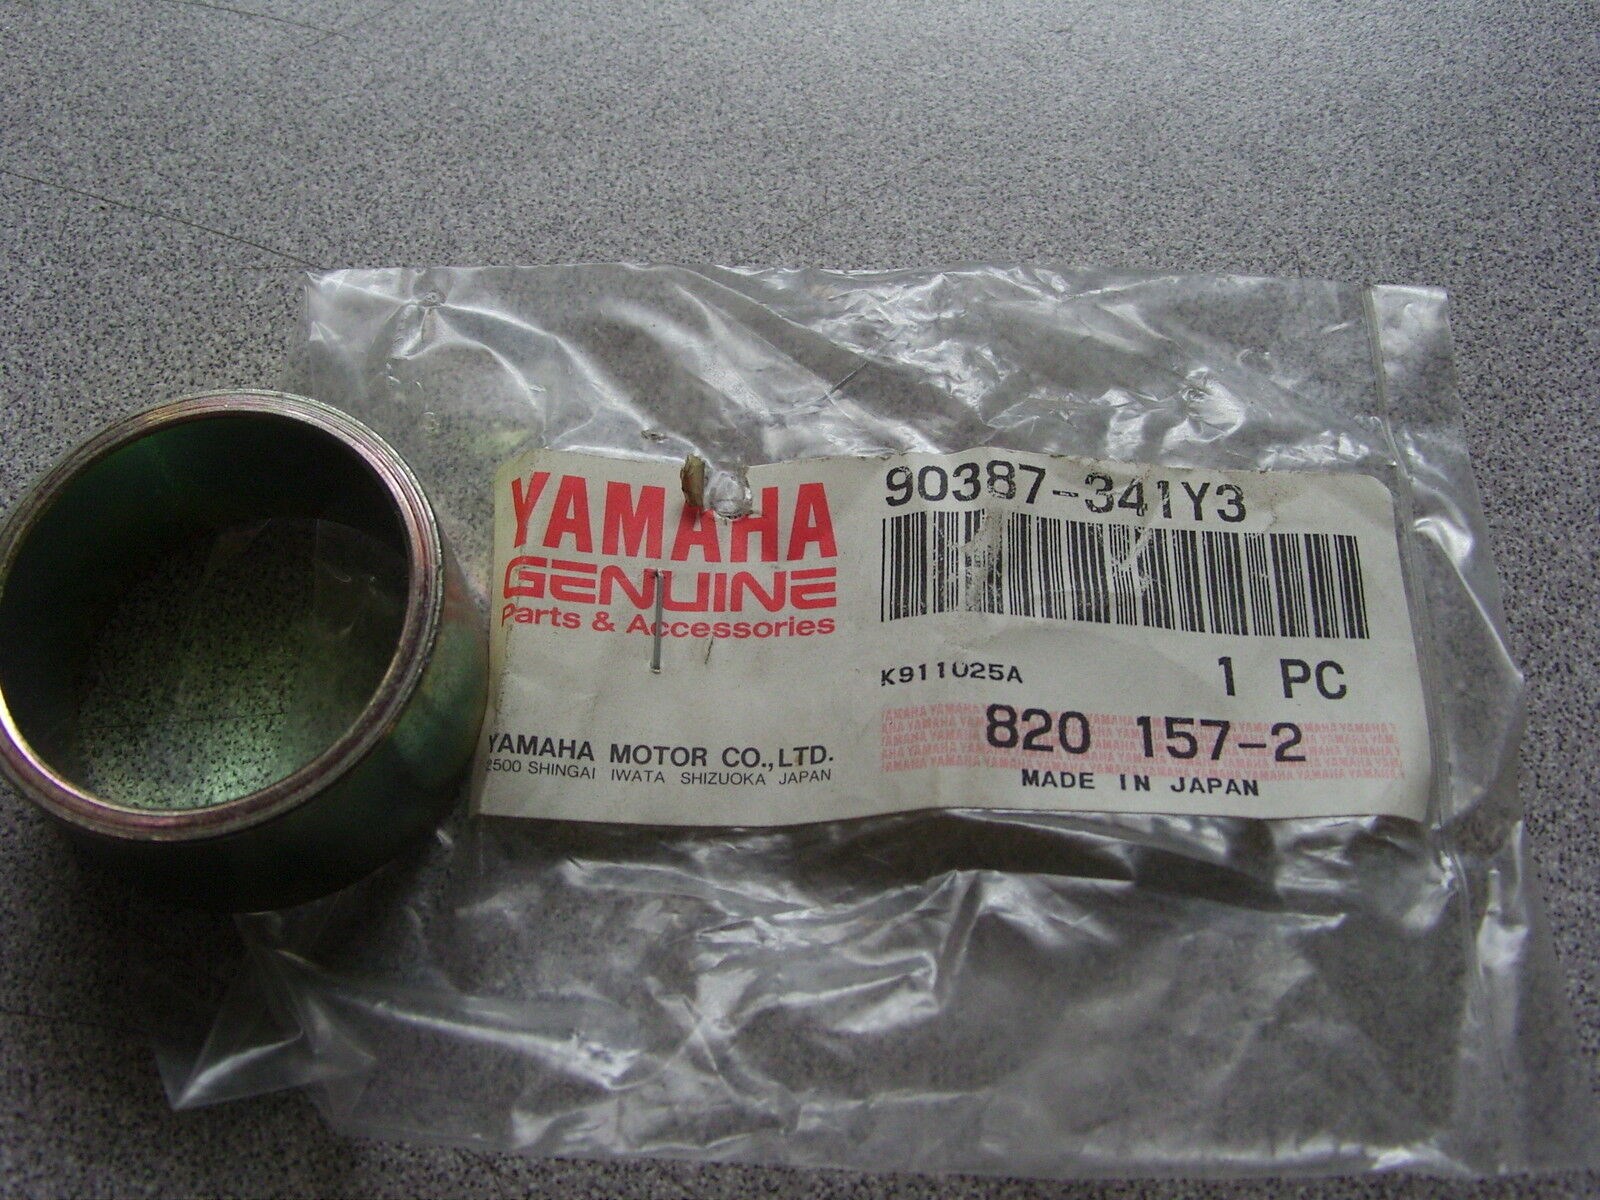 YAMAHA
GENUINE
Parts & Accessories
YAMAHA MOTOR CO.,LTD.
2500 SHINGAI IWATA SHIZUOKA JAPAN
90387-341Y3
K911025A
1 PC
820 157-2
MADE IN JAPAN